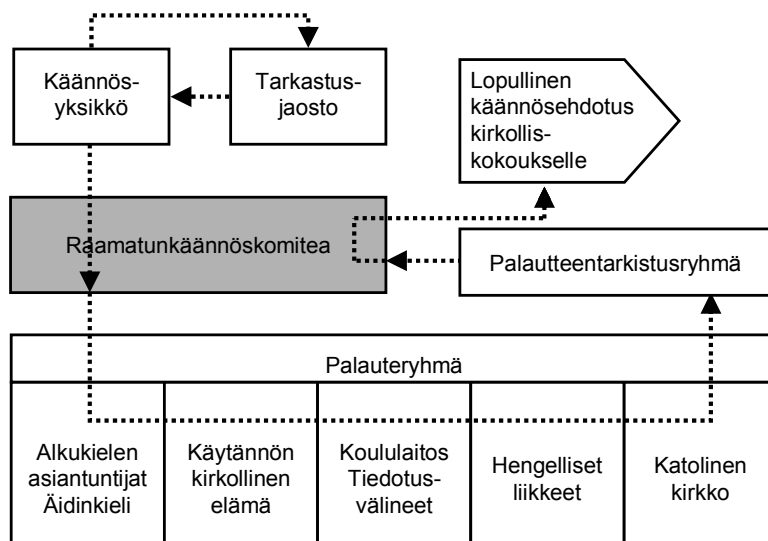 Käännös-
yksikkö
Tarkastus-
jaosto
Lopullinen
käännösehdotus
kirkollis-
kokoukselle
Raamatunkäännöskomitea
Palautteentarkistusryhmä
Palauteryhmä
Alkukielen
asiantuntijat
Äidinkieli
Käytännön
kirkollinen
elämä
Koululaitos
Tiedotus-
välineet
Hengelliset
liikkeet
Katolinen
kirkko